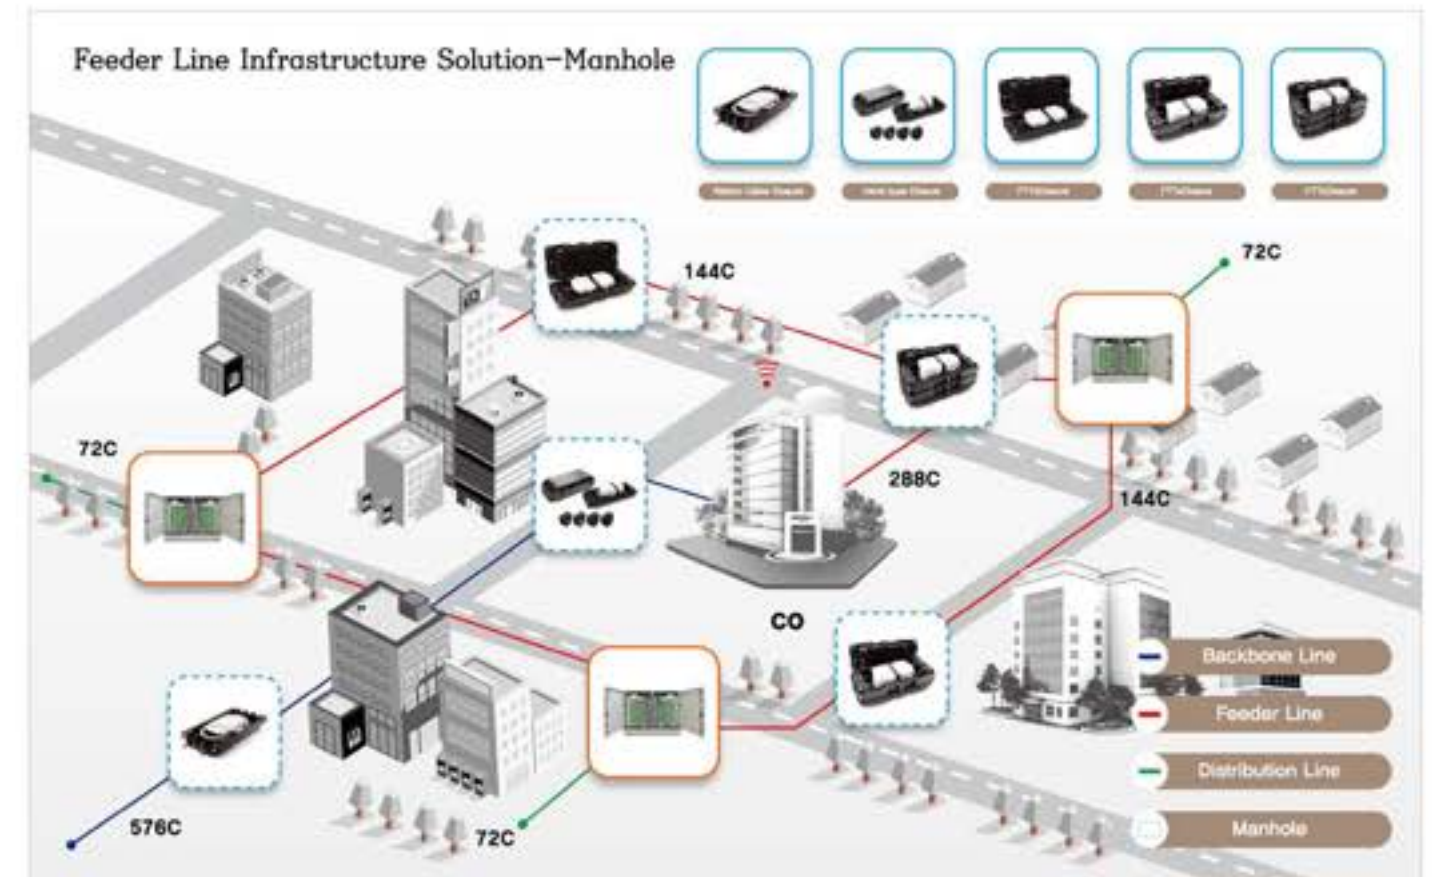 Feeder Line Infrastructure Solution-Manhole
144C
72C
72C
288C
144C
CO
Backbone Line
Feeder Line
Distribution Line
Manhole
576C
72C